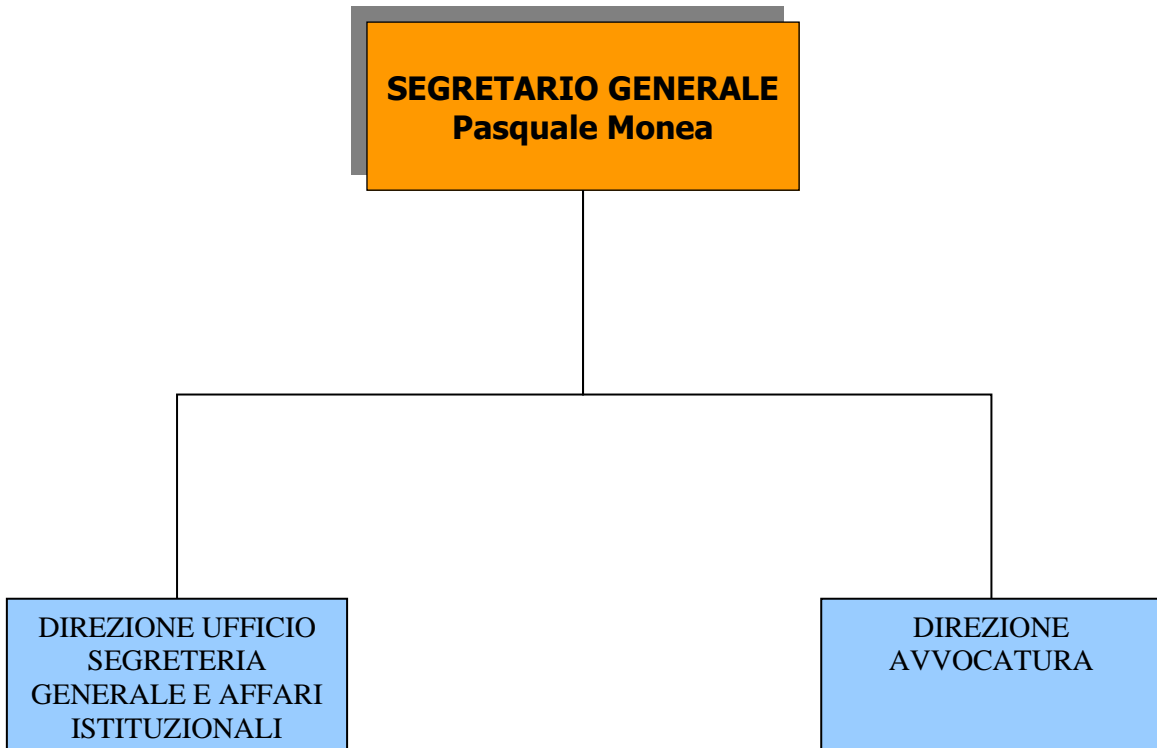 SEGRETARIO GENERALE
Pasquale Monea
DIREZIONE UFFICIO
SEGRETERIA
GENERALE E AFFARI
ISTITUZIONALI
DIREZIONE
AVVOCATURA